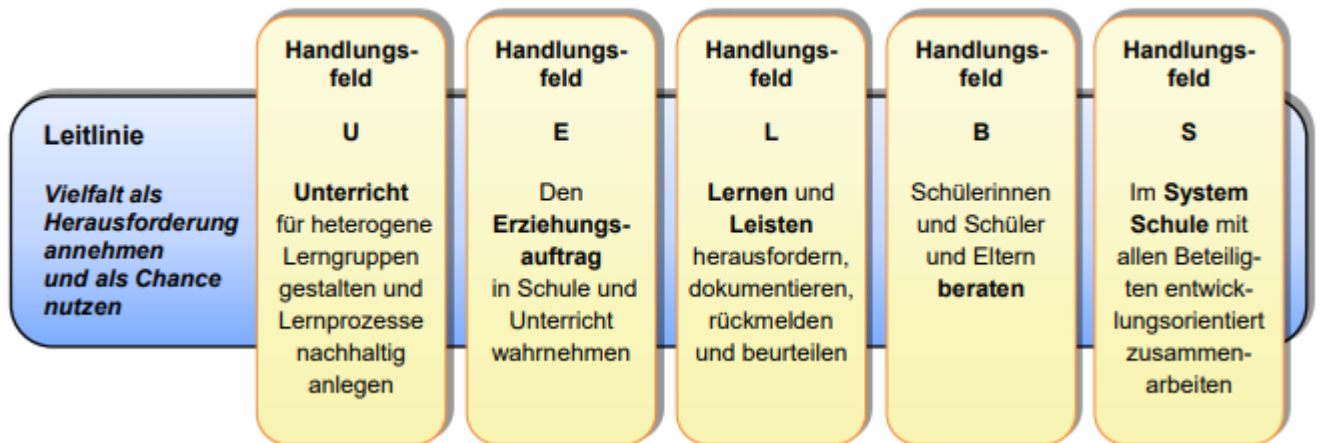 Leitlinie
Vielfalt als
Herausforderung
annehmen
und als Chance
nutzen
Handlungs-
feld
U
Unterricht
für heterogene
Lerngruppen
gestalten und
Lernprozesse
nachhaltig
anlegen
Handlungs-
feld
E
Den
Erziehungs-
auftrag
in Schule und
Unterricht
wahrnehmen
Handlungs-
feld
L
Lernen und
Leisten
herausfordern,
dokumentieren,
rückmelden
und beurteilen
Handlungs-
feld
B
Schülerinnen
und Schüler
und Eltern
beraten
Handlungs-
feld
S
Im System
Schule mit
allen Beteilig-
ten entwick-
lungsorientiert
zusammen-
arbeiten